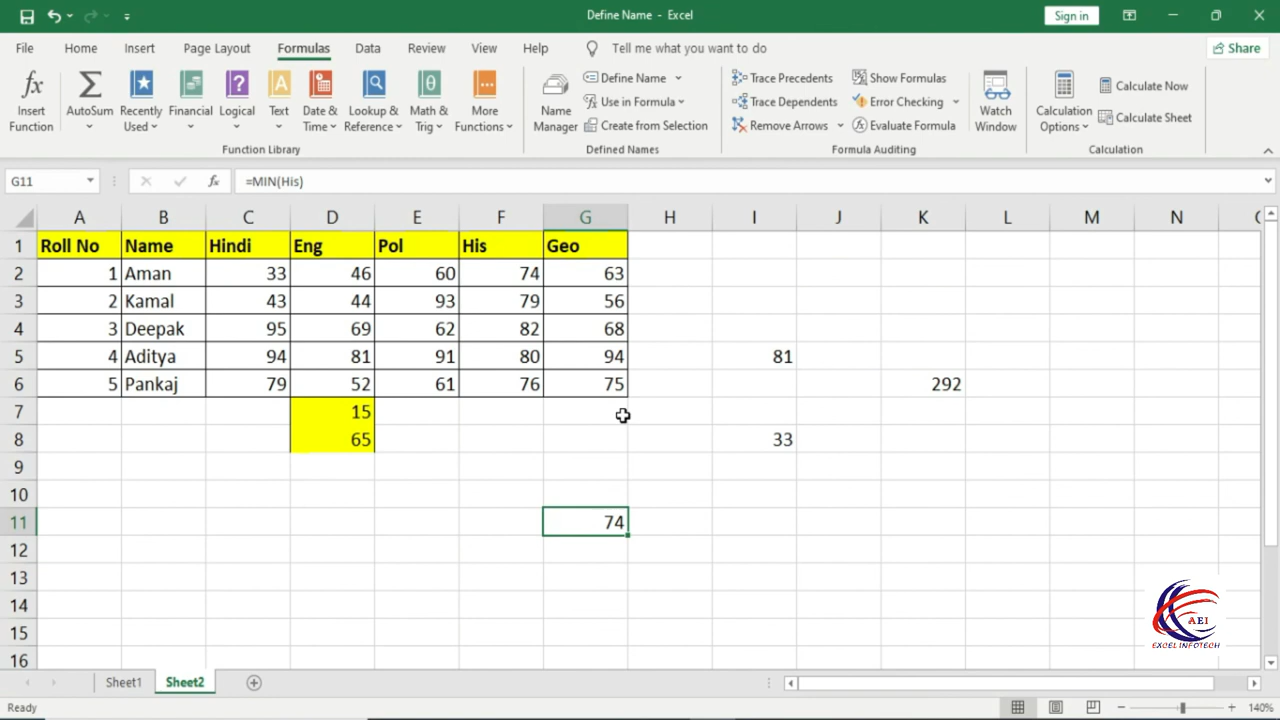 Define Name - Excel
Sign in
File Home Insert Page Layout Formulas Data Review View Help Tell me what you want to do Share
Insert Function
AutoSum
Recently Used
Financial
Logical
Text
Date & Time
Lookup & Reference
Math & Trig
More Functions
Function Library
Name Manager
Define Name
Use in Formula
Create from Selection
Defined Names
Trace Precedents
Trace Dependents
Remove Arrows
Show Formulas
Error Checking
Evaluate Formula
Formula Auditing
Watch Window
Calculation Options
Calculate Now
Calculate Sheet
Calculation
G11 fx =MIN(His)
A B C D E F G H I J K L M N
1 Roll No Name Hindi Eng Pol His Geo
2 1 Aman 33 46 60 74 63
3 2 Kamal 43 44 93 79 56
4 3 Deepak 95 69 62 82 68
5 4 Aditya 94 81 91 80 94 81
6 5 Pankaj 79 52 61 76 75 292
7 15
8 65 33
9
10
11 74
12
13
14
15
16
AEI
EXCEL INFOTECH
Sheet1 Sheet2
Ready 140%